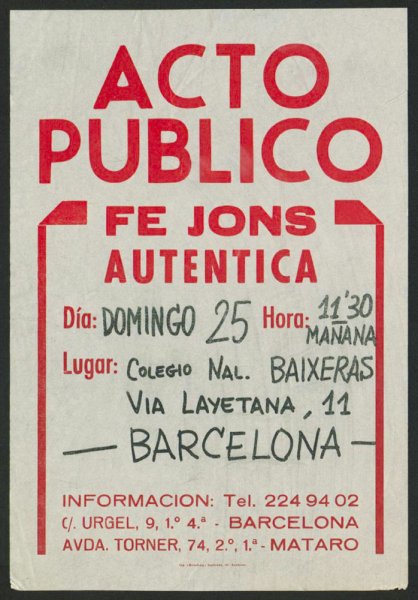 ACTO
PUBLICO
FE JONS
AUTENTICA
Día: DOMINGO 25 Hora: 11'30 MAÑANA
Lugar: COLEGIO NAL. BAIXERAS
VIA LAYETANA, 11
— BARCELONA —
INFORMACION: Tel. 224 94 02
C/. URGEL, 9, 1.º 4.ª - BARCELONA
AVDA. TORNER, 74, 2.º, 1.ª - MATARO